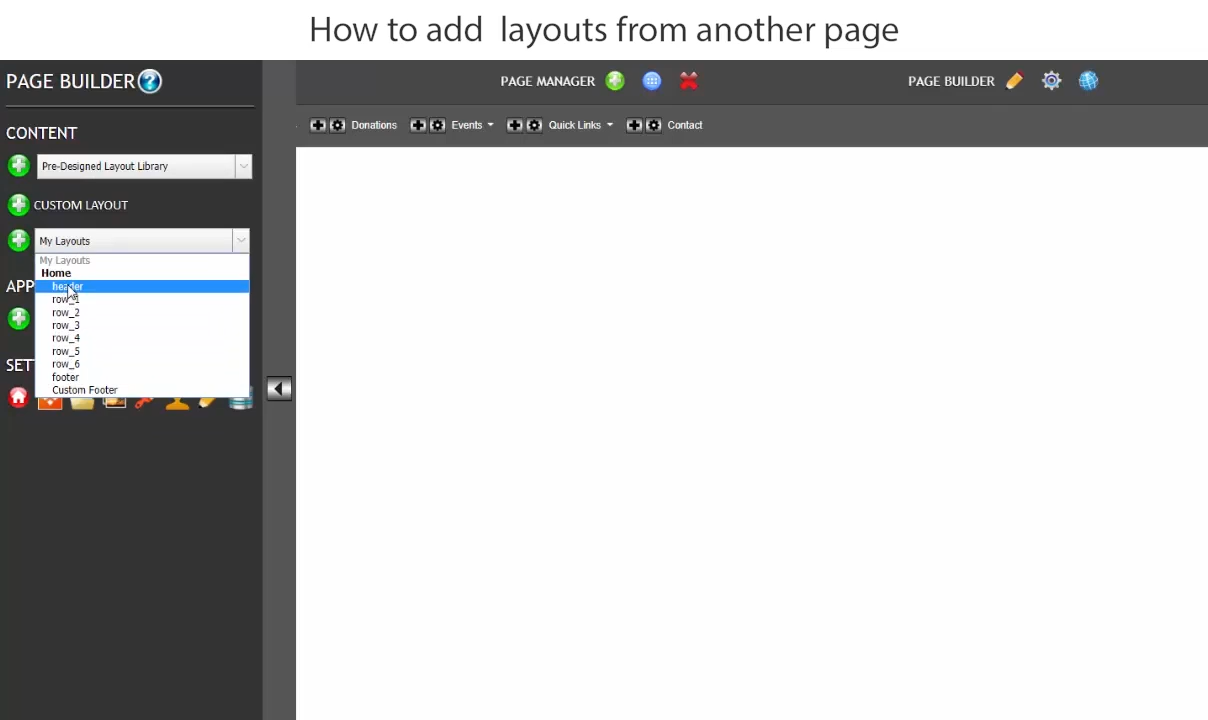 How to add layouts from another page
PAGE BUILDER
PAGE MANAGER
PAGE BUILDER
CONTENT
Donations
Events
Quick Links
Contact
Pre-Designed Layout Library
CUSTOM LAYOUT
My Layouts
My Layouts
Home
header
row_1
row_2
row_3
row_4
row_5
row_6
footer
Custom Footer
APP
SET